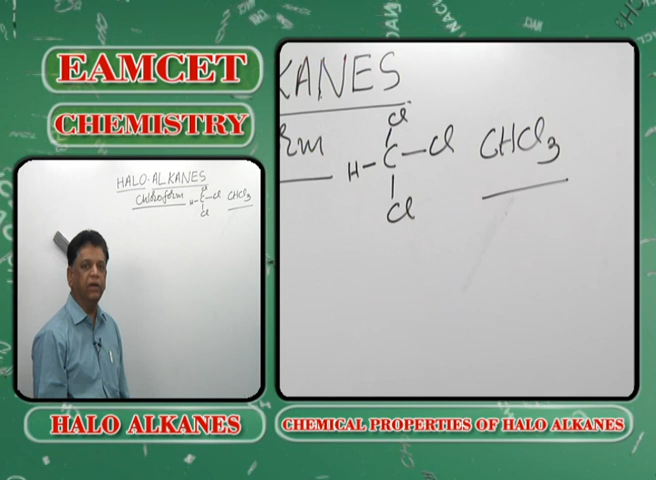 EAMCET
CHEMISTRY
HALO-ALKANES
Chloroform
Cl
H-C-Cl
Cl
CHCl3
HALO ALKANES
KANES
rm
Cl
H-C-Cl
Cl
CHCl3
CHEMICAL PROPERTIES OF HALO ALKANES